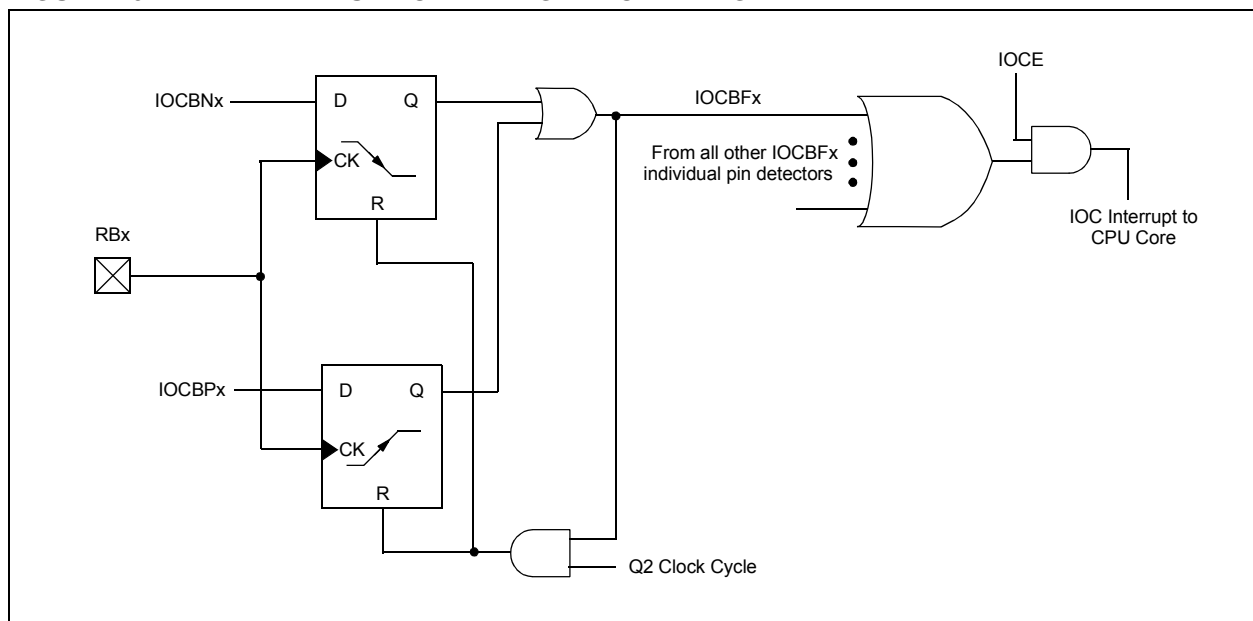 IOCE
IOCBNx
D
Q
IOCBFx
CK
From all other IOCBFx
individual pin detectors
R
IOC Interrupt to
CPU Core
RBx
IOCBPx
D
Q
CK
R
Q2 Clock Cycle